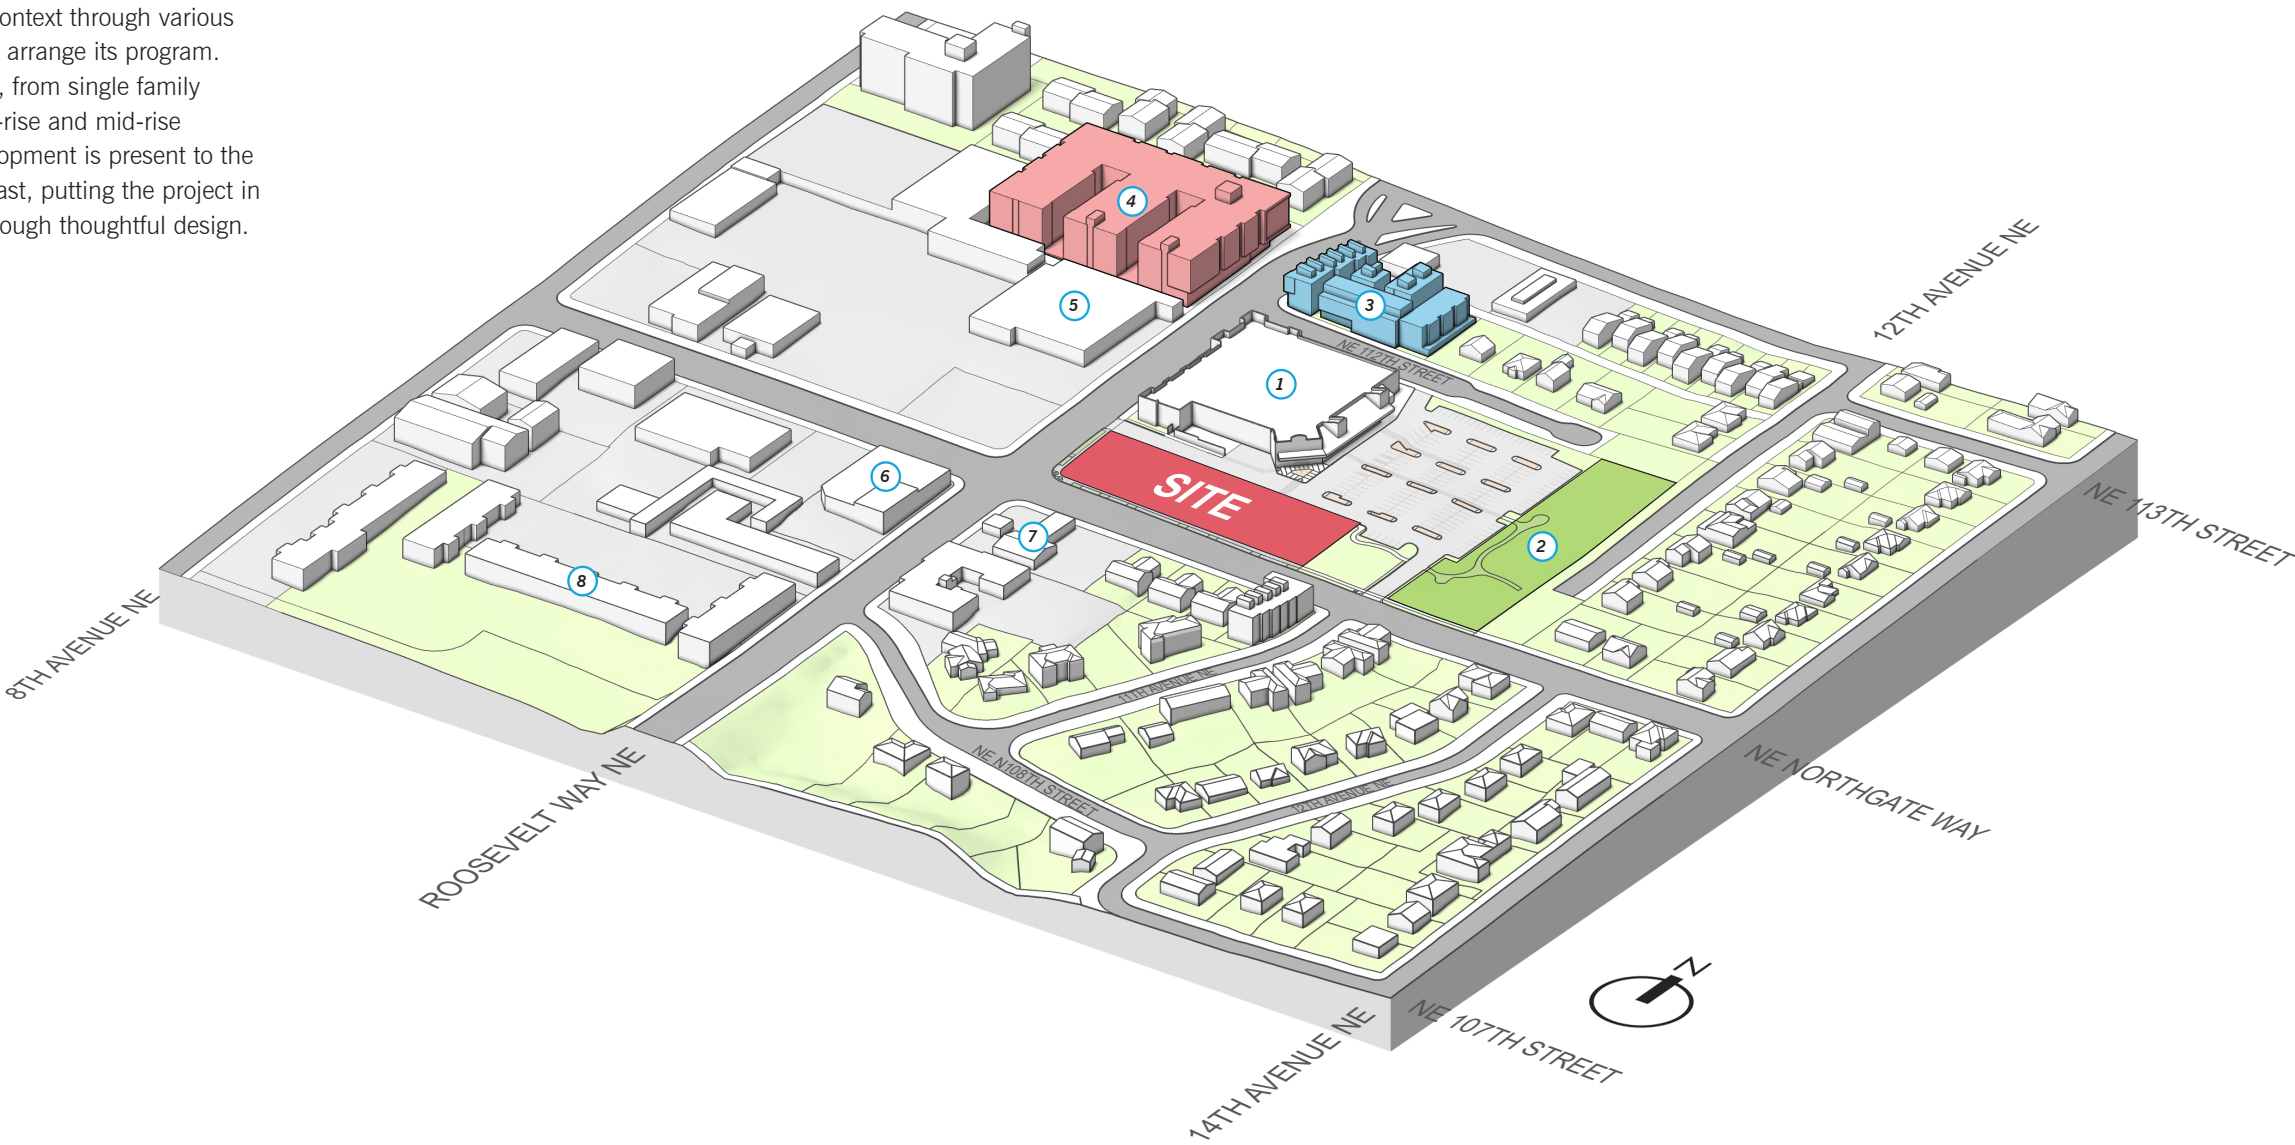 ontext through various
arrange its program.
, from single family
-rise and mid-rise
opment is present to the
ast, putting the project in
ough thoughtful design.
4
12TH AVENUE NE
5
3
NE 112TH STREET
1
6
SITE
NE 113TH STREET
7
2
8
8TH AVENUE NE
11TH AVENUE NE
NE N108TH STREET
12TH AVENUE NE
ROOSEVELT WAY NE
NE NORTHGATE WAY
N
14TH AVENUE NE
NE 107TH STREET